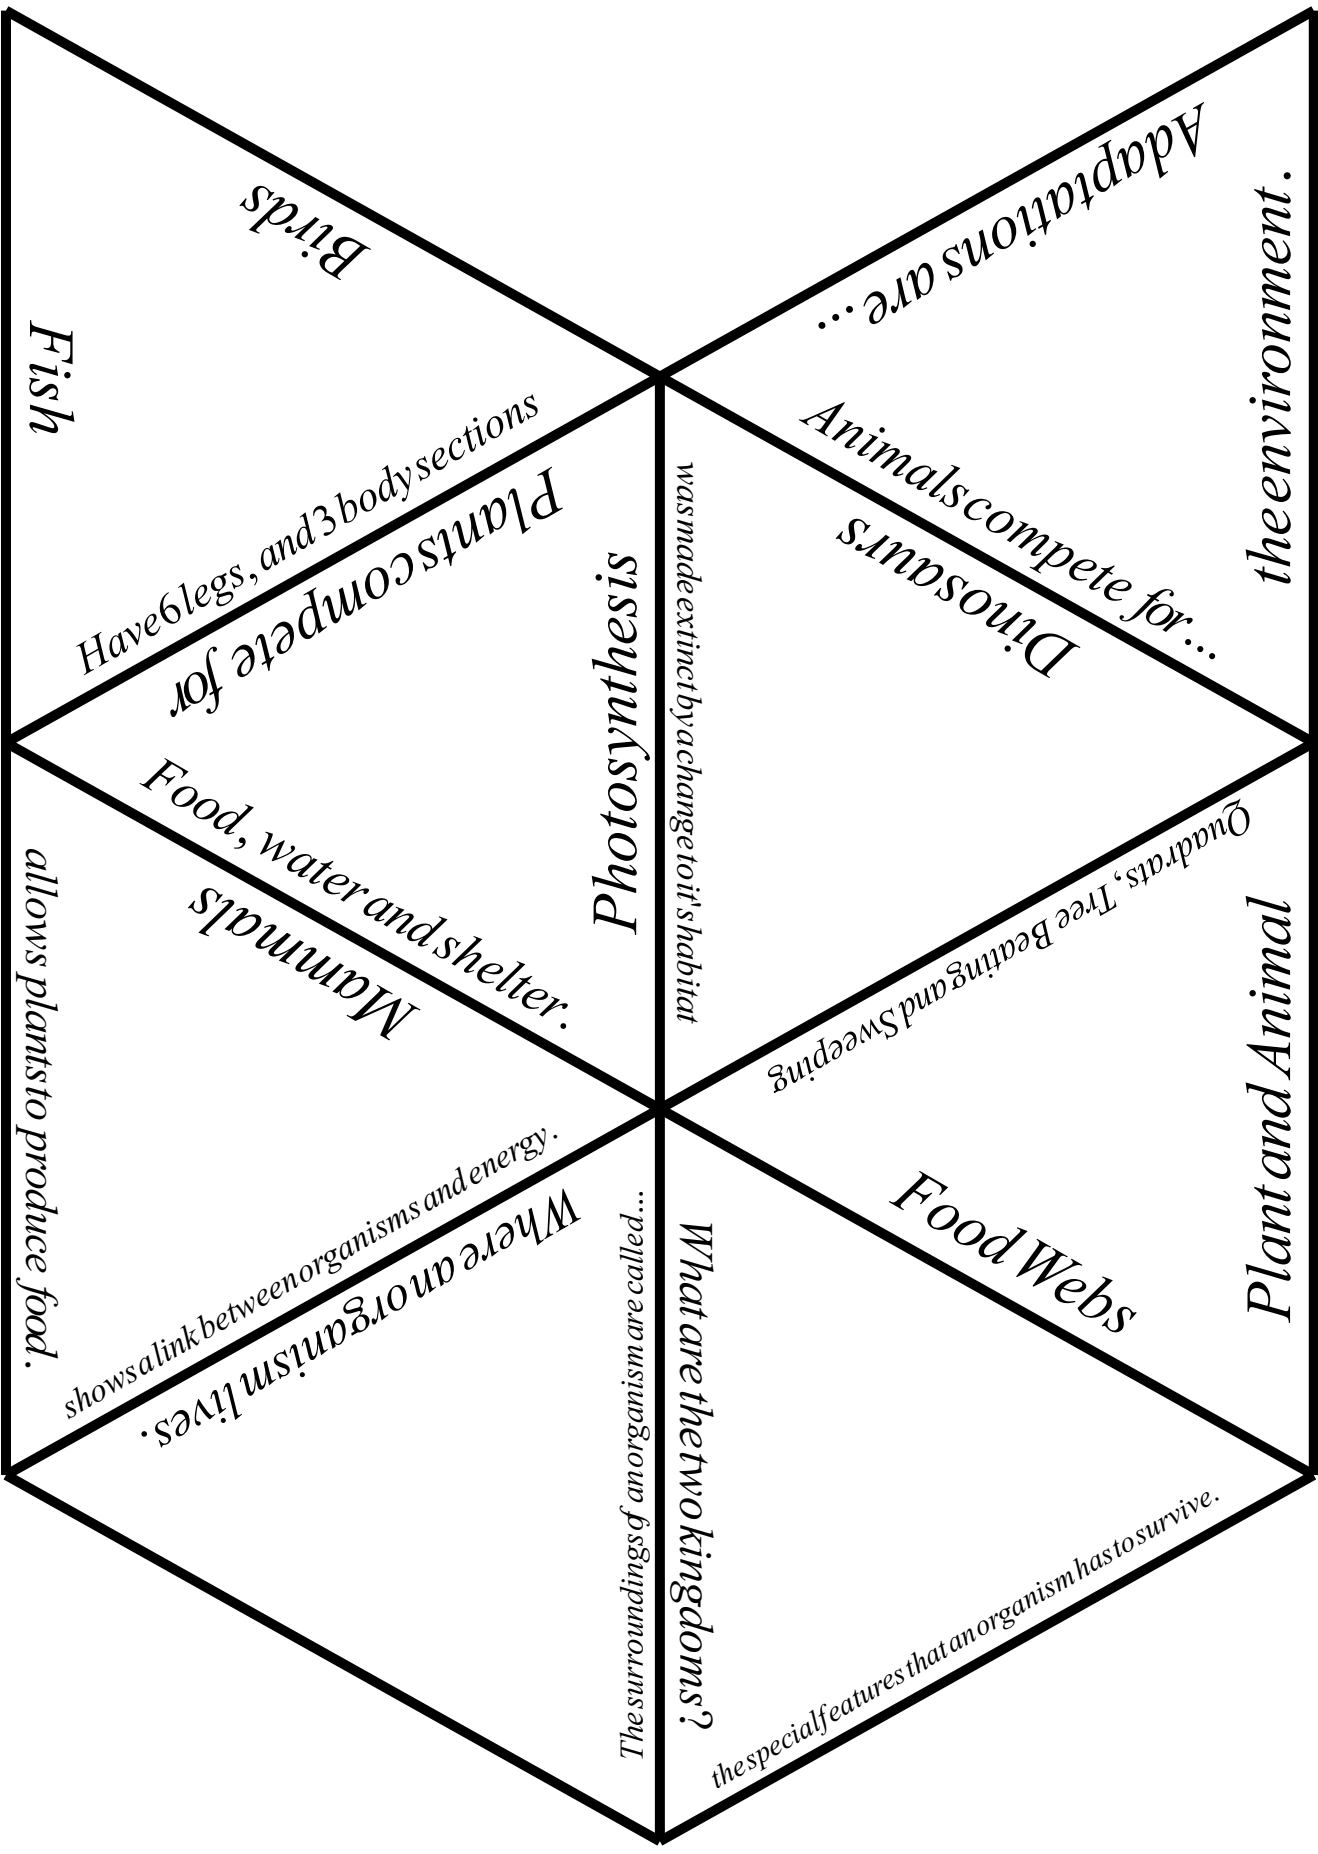 Birds
Fish
Have 6 legs, and 3 body sections
Adaptations are...
the environment.
Animals compete for...
Plants compete for
Photosynthesis
Food, water and shelter.
was made extinct by a change to it's habitat
Dinosaurs
Quadrats, Tree Beating and Sweeping
Mammals
allows plants to produce food.
shows a link between organisms and energy.
Plant and Animal
Food Webs
Where an organism lives.
The surroundings of an organism are called...
What are the two kingdoms?
the special features that an organism has to survive.